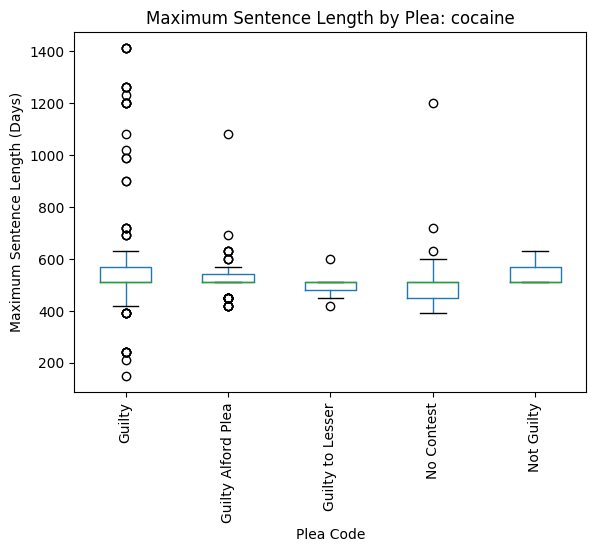 Maximum Sentence Length by Plea: cocaine
Maximum Sentence Length (Days)
1400
1200
1000
800
600
400
200
Guilty
Guilty Alford Plea
Guilty to Lesser
No Contest
Not Guilty
Plea Code